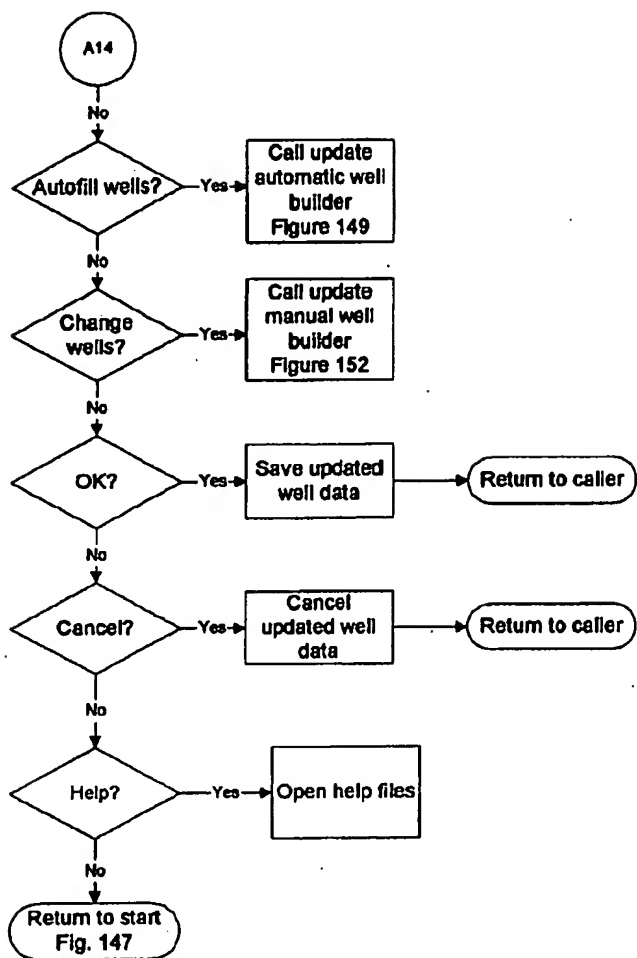 A14
No
Autofill wells?
Yes
Call update
automatic well
builder
Figure 149
No
Change
wells?
Yes
Call update
manual well
builder
Figure 152
No
OK?
Yes
Save updated
well data
Return to caller
No
Cancel?
Yes
Cancel
updated well
data
Return to caller
No
Help?
Yes
Open help files
No
Return to start
Fig. 147